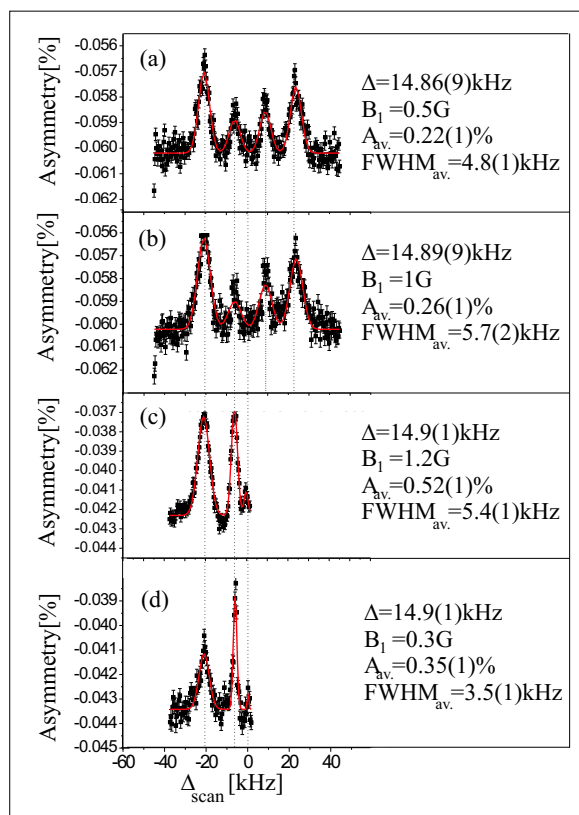 Asymmetry[%]
-0.056
-0.057
-0.058
-0.059
-0.060
-0.061
-0.062
(a)
Δ=14.86(9)kHz
B1=0.5G
Aav.=0.22(1)%
FWHMav.=4.8(1)kHz
Asymmetry[%]
-0.056
-0.057
-0.058
-0.059
-0.060
-0.061
-0.062
(b)
Δ=14.89(9)kHz
B1=1G
Aav.=0.26(1)%
FWHMav.=5.7(2)kHz
Asymmetry[%]
-0.037
-0.038
-0.039
-0.040
-0.041
-0.042
-0.043
-0.044
(c)
Δ=14.9(1)kHz
B1=1.2G
Aav.=0.52(1)%
FWHMav.=5.4(1)kHz
Asymmetry[%]
-0.039
-0.040
-0.041
-0.042
-0.043
-0.044
-0.045
(d)
Δ=14.9(1)kHz
B1=0.3G
Aav.=0.35(1)%
FWHMav.=3.5(1)kHz
-60 -40 -20 0 20 40
Δscan [kHz]